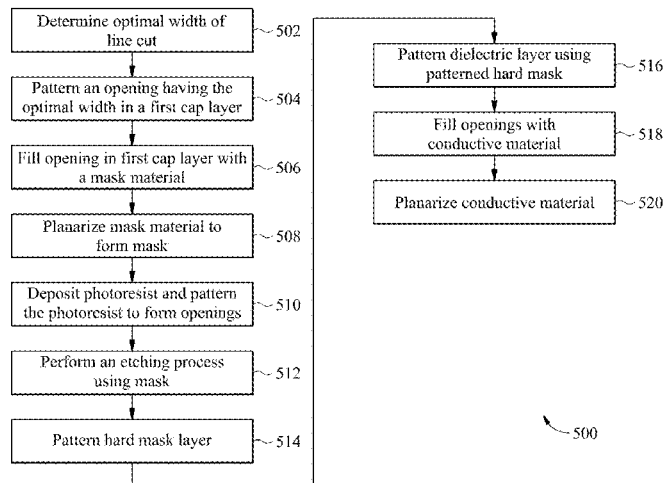 Determine optimal width of
line cut
502
Pattern an opening having the
optimal width in a first cap layer
504
Fill opening in first cap layer with
a mask material
506
Planarize mask material to
form mask
508
Deposit photoresist and pattern
the photoresist to form openings
510
Perform an etching process
using mask
512
Pattern hard mask layer
514
Pattern dielectric layer using
patterned hard mask
516
Fill openings with
conductive material
518
Planarize conductive material
520
500